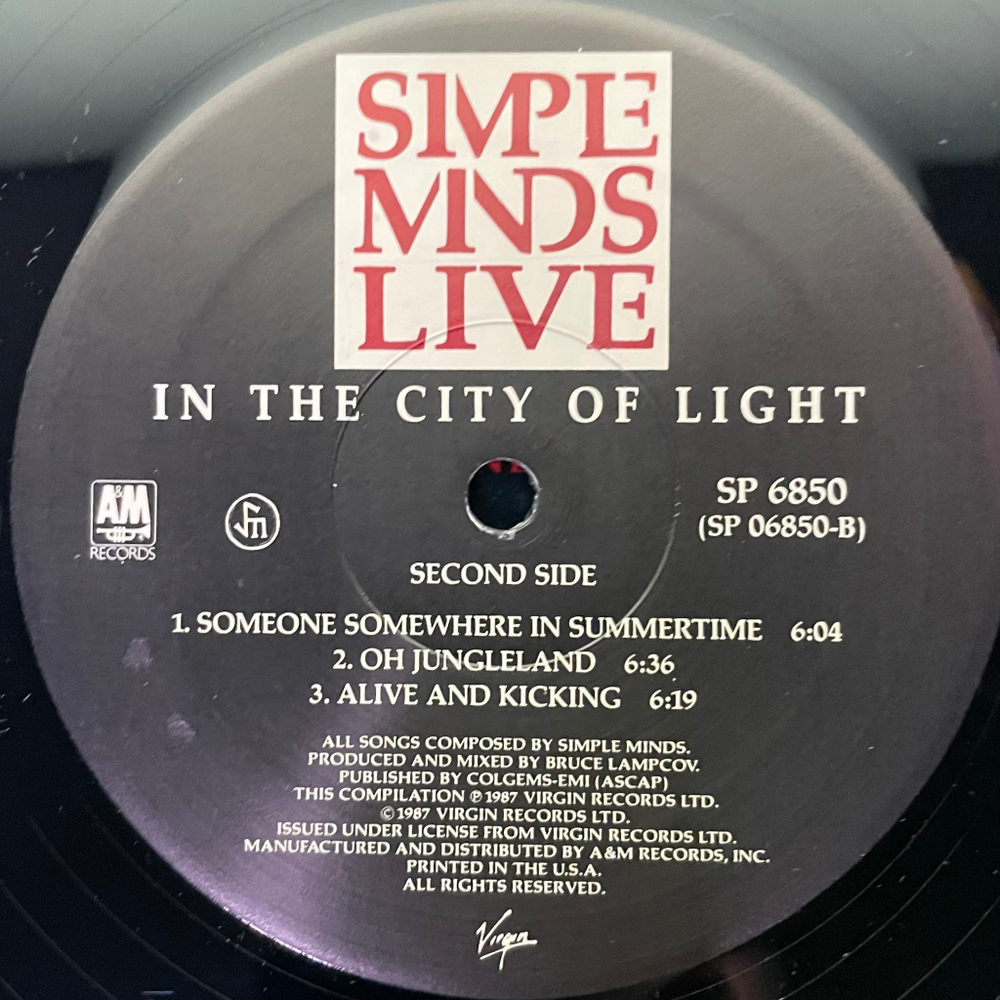 SIMPLE
MINDS
LIVE
IN THE CITY OF LIGHT
A&M
RECORDS
SP 6850
(SP 06850-B)
SECOND SIDE
1. SOMEONE SOMEWHERE IN SUMMERTIME 6:04
2. OH JUNGLELAND 6:36
3. ALIVE AND KICKING 6:19
ALL SONGS COMPOSED BY SIMPLE MINDS.
PRODUCED AND MIXED BY BRUCE LAMPCOV.
PUBLISHED BY COLGEMS-EMI (ASCAP)
THIS COMPILATION ℗ 1987 VIRGIN RECORDS LTD.
© 1987 VIRGIN RECORDS LTD.
ISSUED UNDER LICENSE FROM VIRGIN RECORDS LTD.
MANUFACTURED AND DISTRIBUTED BY A&M RECORDS, INC.
PRINTED IN THE U.S.A.
ALL RIGHTS RESERVED.
Virgin